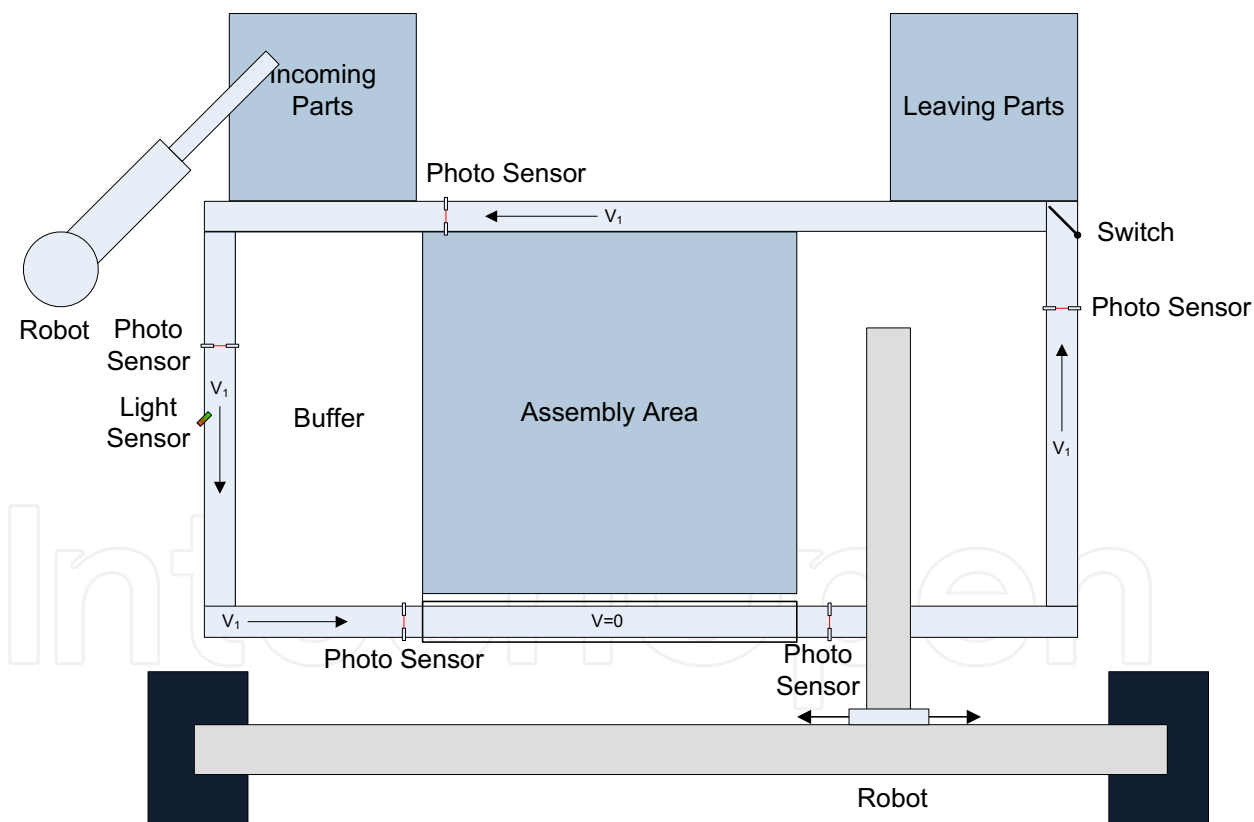 Incoming
Parts
Leaving Parts
Photo Sensor
V₁
Switch
Robot
Photo
Sensor
Photo Sensor
V₁
Light
Sensor
Buffer
Assembly Area
V₁
V₁
V=0
Photo Sensor
Photo
Sensor
Robot
IntechOpen